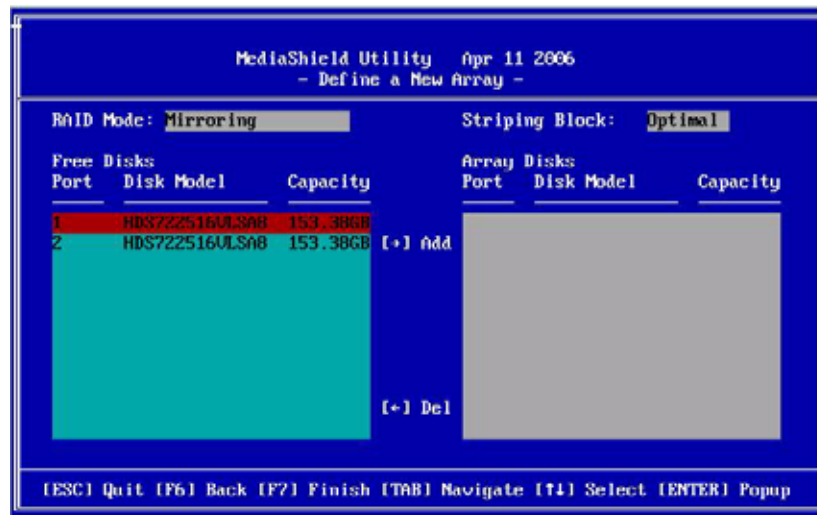 MediaShield Utility Apr 11 2006
- Define a New Array -
RAID Mode: Mirroring Striping Block: Optimal
Free Disks Array Disks
Port Disk Model Capacity Port Disk Model Capacity
1 HDS722516VLSA8 153.38GB
2 HDS722516VLSA8 153.38GB [→] Add
[←] Del
[ESC] Quit [F6] Back [F7] Finish [TAB] Navigate [↑↓] Select [ENTER] Popup